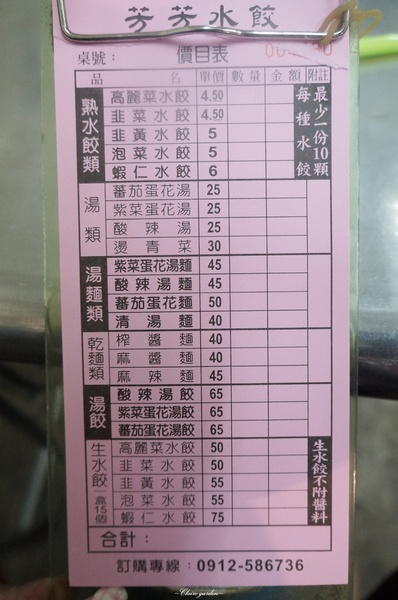 芳芳水餃
桌號： 價目表
品名 單價 數量 金額 附註
熟水餃類
高麗菜水餃 4.50
韭菜水餃 4.50
韭黃水餃 5
泡菜水餃 5
蝦仁水餃 6
每種水餃最少一份10顆
湯類
蕃茄蛋花湯 25
紫菜蛋花湯 25
酸辣湯 25
燙青菜 30
湯麵類
紫菜蛋花湯麵 45
酸辣湯麵 45
蕃茄蛋花麵 50
清湯麵 40
乾麵類
榨醬麵 40
麻醬麵 40
麻辣麵 45
湯餃
酸辣湯餃 65
紫菜蛋花餃 65
蕃茄蛋花餃 65
生水餃 盒15個
高麗菜水餃 50
韭菜水餃 50
韭黃水餃 55
泡菜水餃 55
蝦仁水餃 75
生水餃不附醬料
合計：
訂購專線：0912-586736
~Claire garden~